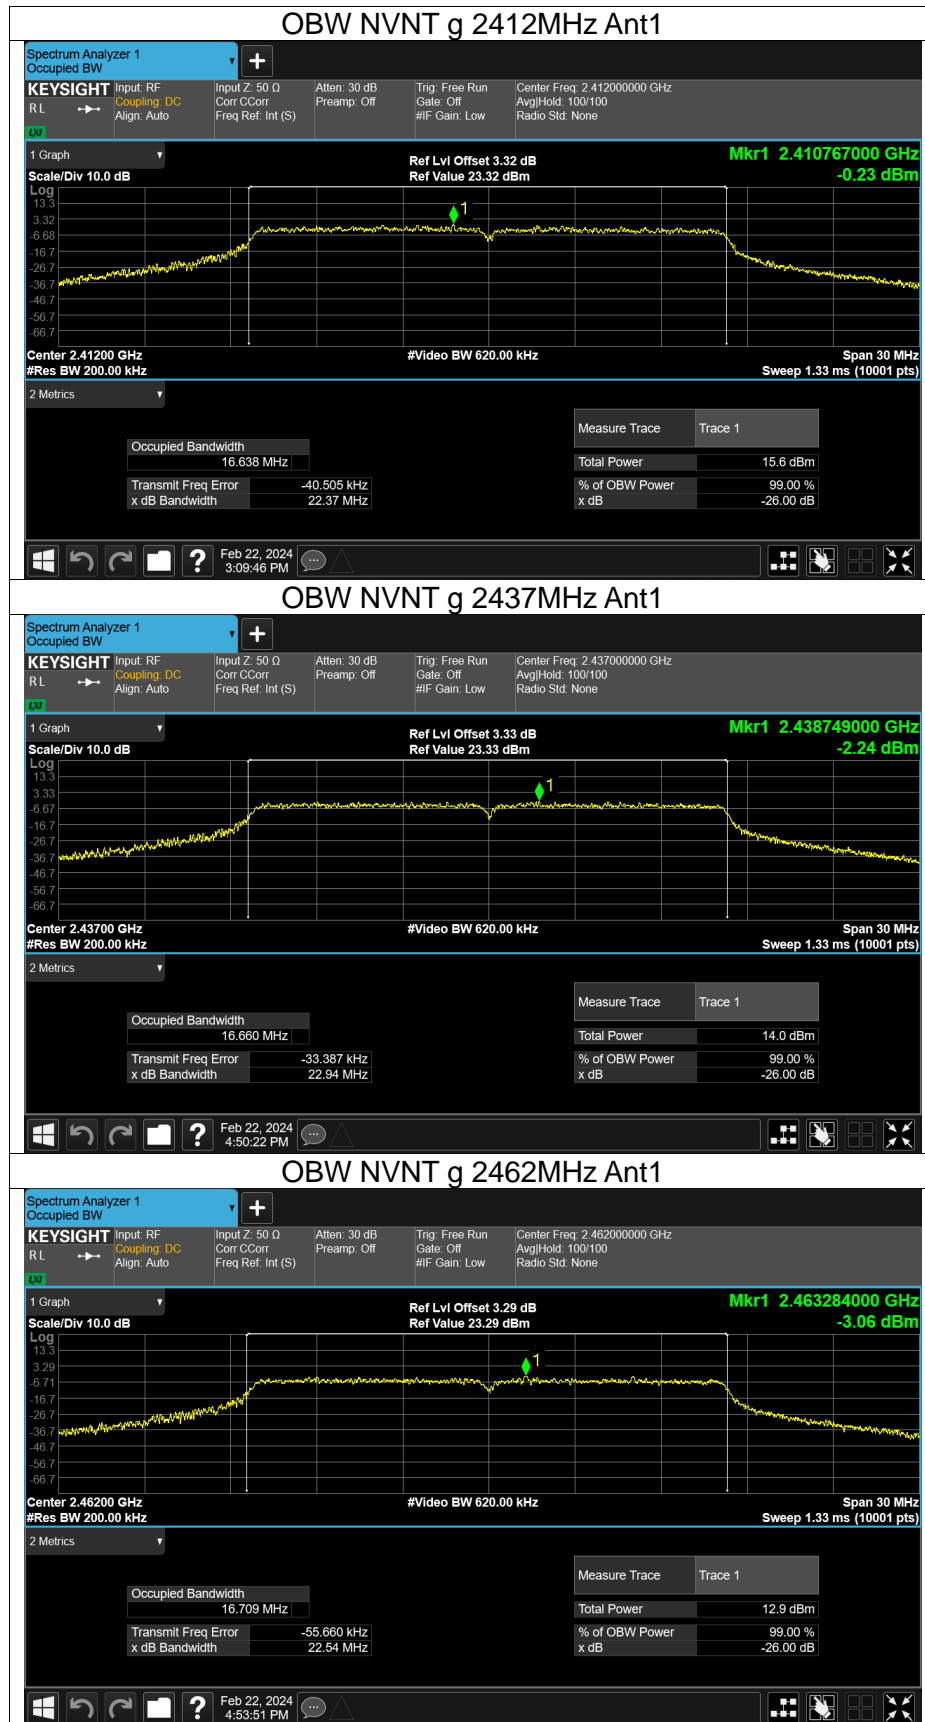 OBW NVNT g 2412MHz Ant1
Spectrum Analyzer 1
Occupied BW
KEYSIGHT Input: RF Input Z: 50 Ω Atten: 30 dB Trig: Free Run Center Freq: 2.412000000 GHz
R L Coupling: DC Corr CCorr Preamp: Off Gate: Off Avg|Hold: 100/100
Align: Auto Freq Ref: Int (S) #IF Gain: Low Radio Std: None
LXI
1 Graph Ref Lvl Offset 3.32 dB Mkr1 2.410767000 GHz
Scale/Div 10.0 dB Ref Value 23.32 dBm -0.23 dBm
Log
13.3
3.32
-6.68
-16.7
-26.7
-36.7
-46.7
-56.7
-66.7
1
Center 2.41200 GHz #Video BW 620.00 kHz Span 30 MHz
#Res BW 200.00 kHz Sweep 1.33 ms (10001 pts)
2 Metrics
Measure Trace Trace 1
Occupied Bandwidth
16.638 MHz Total Power 15.6 dBm
Transmit Freq Error -40.505 kHz % of OBW Power 99.00 %
x dB Bandwidth 22.37 MHz x dB -26.00 dB
Feb 22, 2024
3:09:46 PM
OBW NVNT g 2437MHz Ant1
Spectrum Analyzer 1
Occupied BW
KEYSIGHT Input: RF Input Z: 50 Ω Atten: 30 dB Trig: Free Run Center Freq: 2.437000000 GHz
R L Coupling: DC Corr CCorr Preamp: Off Gate: Off Avg|Hold: 100/100
Align: Auto Freq Ref: Int (S) #IF Gain: Low Radio Std: None
LXI
1 Graph Ref Lvl Offset 3.33 dB Mkr1 2.438749000 GHz
Scale/Div 10.0 dB Ref Value 23.33 dBm -2.24 dBm
Log
13.3
3.33
-6.67
-16.7
-26.7
-36.7
-46.7
-56.7
-66.7
1
Center 2.43700 GHz #Video BW 620.00 kHz Span 30 MHz
#Res BW 200.00 kHz Sweep 1.33 ms (10001 pts)
2 Metrics
Measure Trace Trace 1
Occupied Bandwidth
16.660 MHz Total Power 14.0 dBm
Transmit Freq Error -33.387 kHz % of OBW Power 99.00 %
x dB Bandwidth 22.94 MHz x dB -26.00 dB
Feb 22, 2024
4:50:22 PM
OBW NVNT g 2462MHz Ant1
Spectrum Analyzer 1
Occupied BW
KEYSIGHT Input: RF Input Z: 50 Ω Atten: 30 dB Trig: Free Run Center Freq: 2.462000000 GHz
R L Coupling: DC Corr CCorr Preamp: Off Gate: Off Avg|Hold: 100/100
Align: Auto Freq Ref: Int (S) #IF Gain: Low Radio Std: None
LXI
1 Graph Ref Lvl Offset 3.29 dB Mkr1 2.463284000 GHz
Scale/Div 10.0 dB Ref Value 23.29 dBm -3.06 dBm
Log
13.3
3.29
-6.71
-16.7
-26.7
-36.7
-46.7
-56.7
-66.7
1
Center 2.46200 GHz #Video BW 620.00 kHz Span 30 MHz
#Res BW 200.00 kHz Sweep 1.33 ms (10001 pts)
2 Metrics
Measure Trace Trace 1
Occupied Bandwidth
16.709 MHz Total Power 12.9 dBm
Transmit Freq Error -55.660 kHz % of OBW Power 99.00 %
x dB Bandwidth 22.54 MHz x dB -26.00 dB
Feb 22, 2024
4:53:51 PM